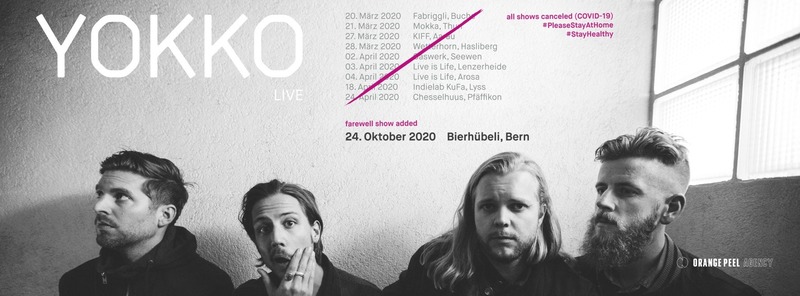 YOKKO
LIVE
20. März 2020 Fabriggli, Buchs
21. März 2020 Mokka, Thun
27. März 2020 KIFF, Aarau
28. März 2020 Wetterhorn, Hasliberg
02. April 2020 Gaswerk, Seewen
03. April 2020 Live is Life, Lenzerheide
04. April 2020 Live is Life, Arosa
18. April 2020 Indielab KuFa, Lyss
24. April 2020 Chesselhuus, Pfäffikon
all shows canceled (COVID-19)
#PleaseStayAtHome
#StayHealthy
farewell show added
24. Oktober 2020 Bierhübeli, Bern
ORANGE PEEL AGENCY